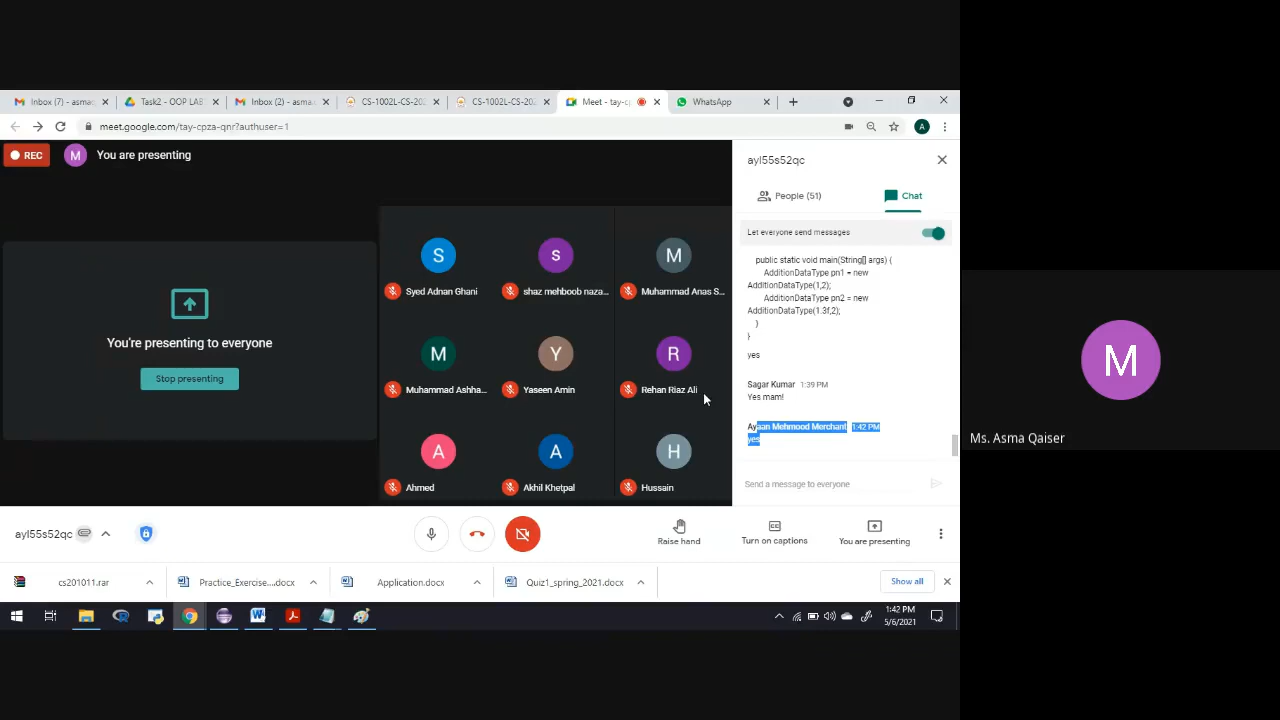 Inbox (7) - asma
Task2 - OOP LAB
Inbox (2) - asma.
CS-1002L-CS-202
CS-1002L-CS-202
Meet - tay-cp
WhatsApp
meet.google.com/tay-cpza-qnr?authuser=1
A
REC
M
You are presenting
ayl55s52qc
People (51)
Chat
Let everyone send messages
public static void main(String[] args) {
AdditionDataType pn1 = new
AdditionDataType(1,2);
AdditionDataType pn2 = new
AdditionDataType(1.3f,2);
}
}
yes
Sagar Kumar 1:39 PM
Yes mam!
Ayaan Mehmood Merchant 1:42 PM
yes
Send a message to everyone
You're presenting to everyone
Stop presenting
S
s
M
Syed Adnan Ghani
shaz mehboob naza...
Muhammad Anas S...
M
Y
R
Muhammad Ashha...
Yaseen Amin
Rehan Riaz Ali
A
A
H
Ahmed
Akhil Khetpal
Hussain
M
Ms. Asma Qaiser
ayl55s52qc
Raise hand
Turn on captions
You are presenting
cs201011.rar
Practice_Exercise....docx
Application.docx
Quiz1_spring_2021.docx
Show all
1:42 PM
5/6/2021